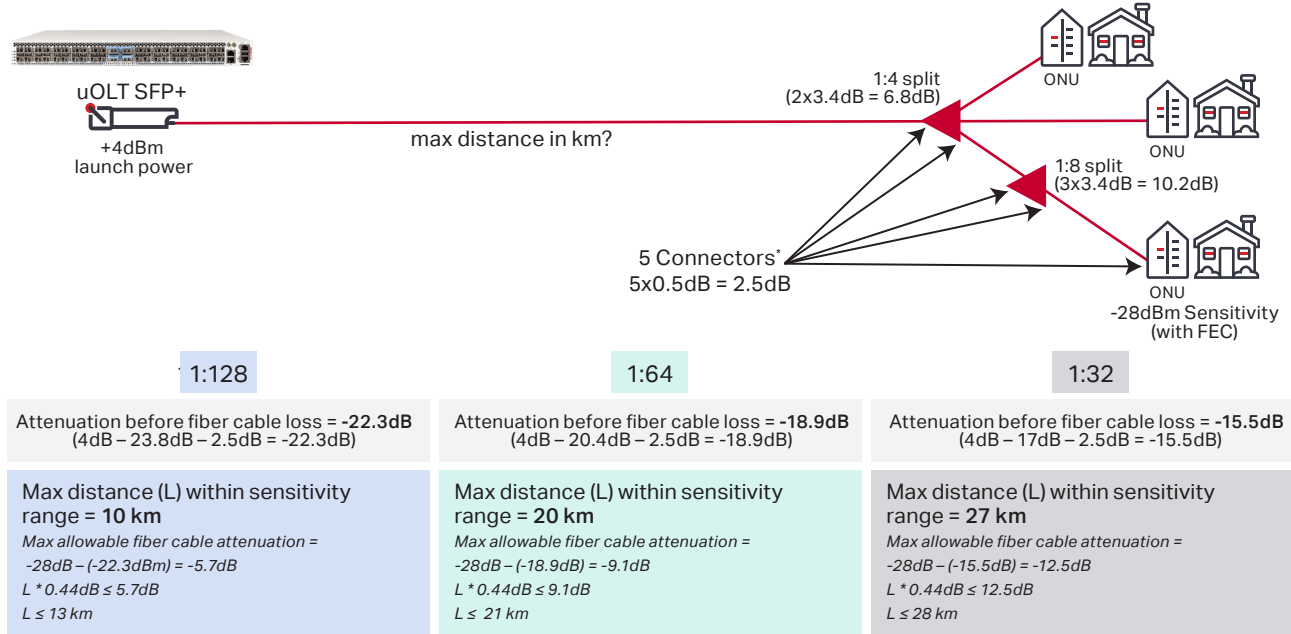 uOLT SFP+
+4dBm
launch power
max distance in km?
1:4 split
(2x3.4dB = 6.8dB)
ONU
ONU
1:8 split
(3x3.4dB = 10.2dB)
5 Connectors*
5x0.5dB = 2.5dB
ONU
-28dBm Sensitivity
(with FEC)
1:128
Attenuation before fiber cable loss = -22.3dB
(4dB – 23.8dB – 2.5dB = -22.3dB)
Max distance (L) within sensitivity
range = 10 km
Max allowable fiber cable attenuation =
-28dB – (-22.3dBm) = -5.7dB
L * 0.44dB ≤ 5.7dB
L ≤ 13 km
1:64
Attenuation before fiber cable loss = -18.9dB
(4dB – 20.4dB – 2.5dB = -18.9dB)
Max distance (L) within sensitivity
range = 20 km
Max allowable fiber cable attenuation =
-28dB – (-18.9dB) = -9.1dB
L * 0.44dB ≤ 9.1dB
L ≤ 21 km
1:32
Attenuation before fiber cable loss = -15.5dB
(4dB – 17dB – 2.5dB = -15.5dB)
Max distance (L) within sensitivity
range = 27 km
Max allowable fiber cable attenuation =
-28dB – (-15.5dB) = -12.5dB
L * 0.44dB ≤ 12.5dB
L ≤ 28 km